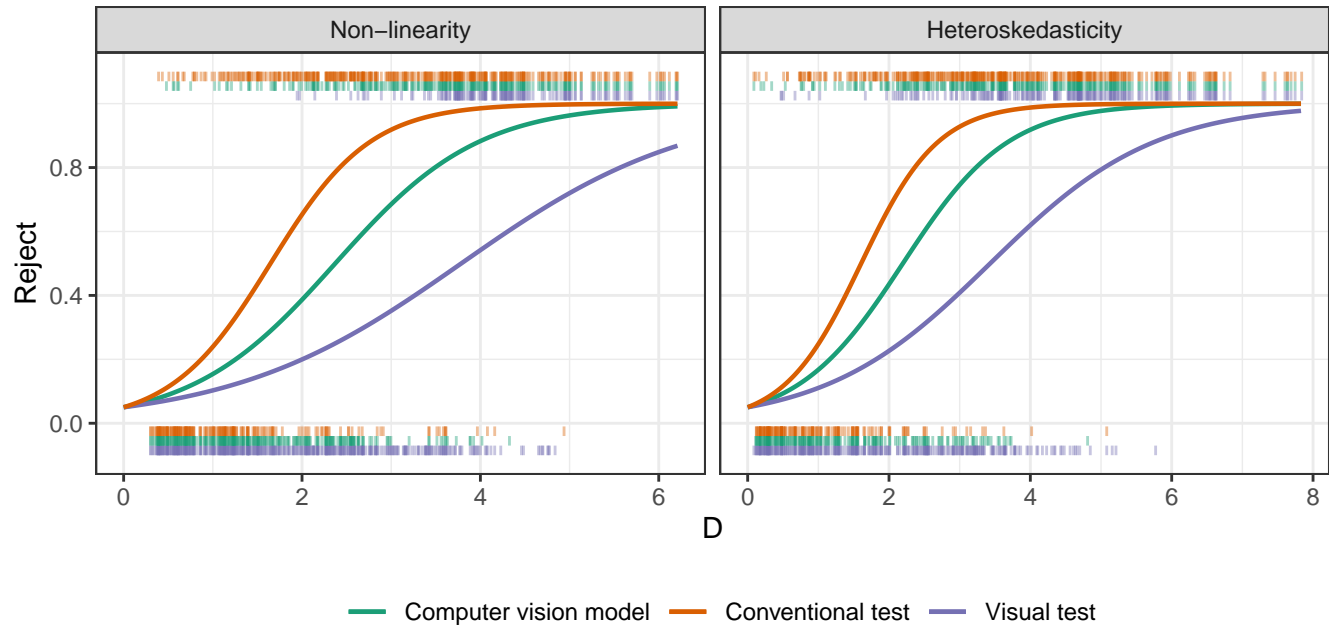 Non−linearity
Heteroskedasticity
Reject
0.8
0.4
0.0
0 2 4 6
0 2 4 6 8
D
Computer vision model Conventional test Visual test